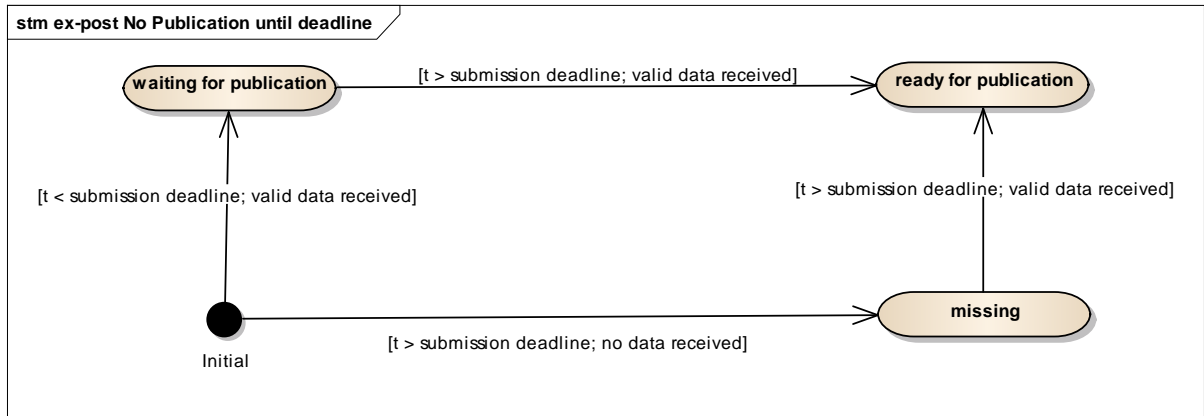 stm ex-post No Publication until deadline
waiting for publication
[t > submission deadline; valid data received]
ready for publication
[t < submission deadline; valid data received]
[t > submission deadline; valid data received]
missing
Initial
[t > submission deadline; no data received]